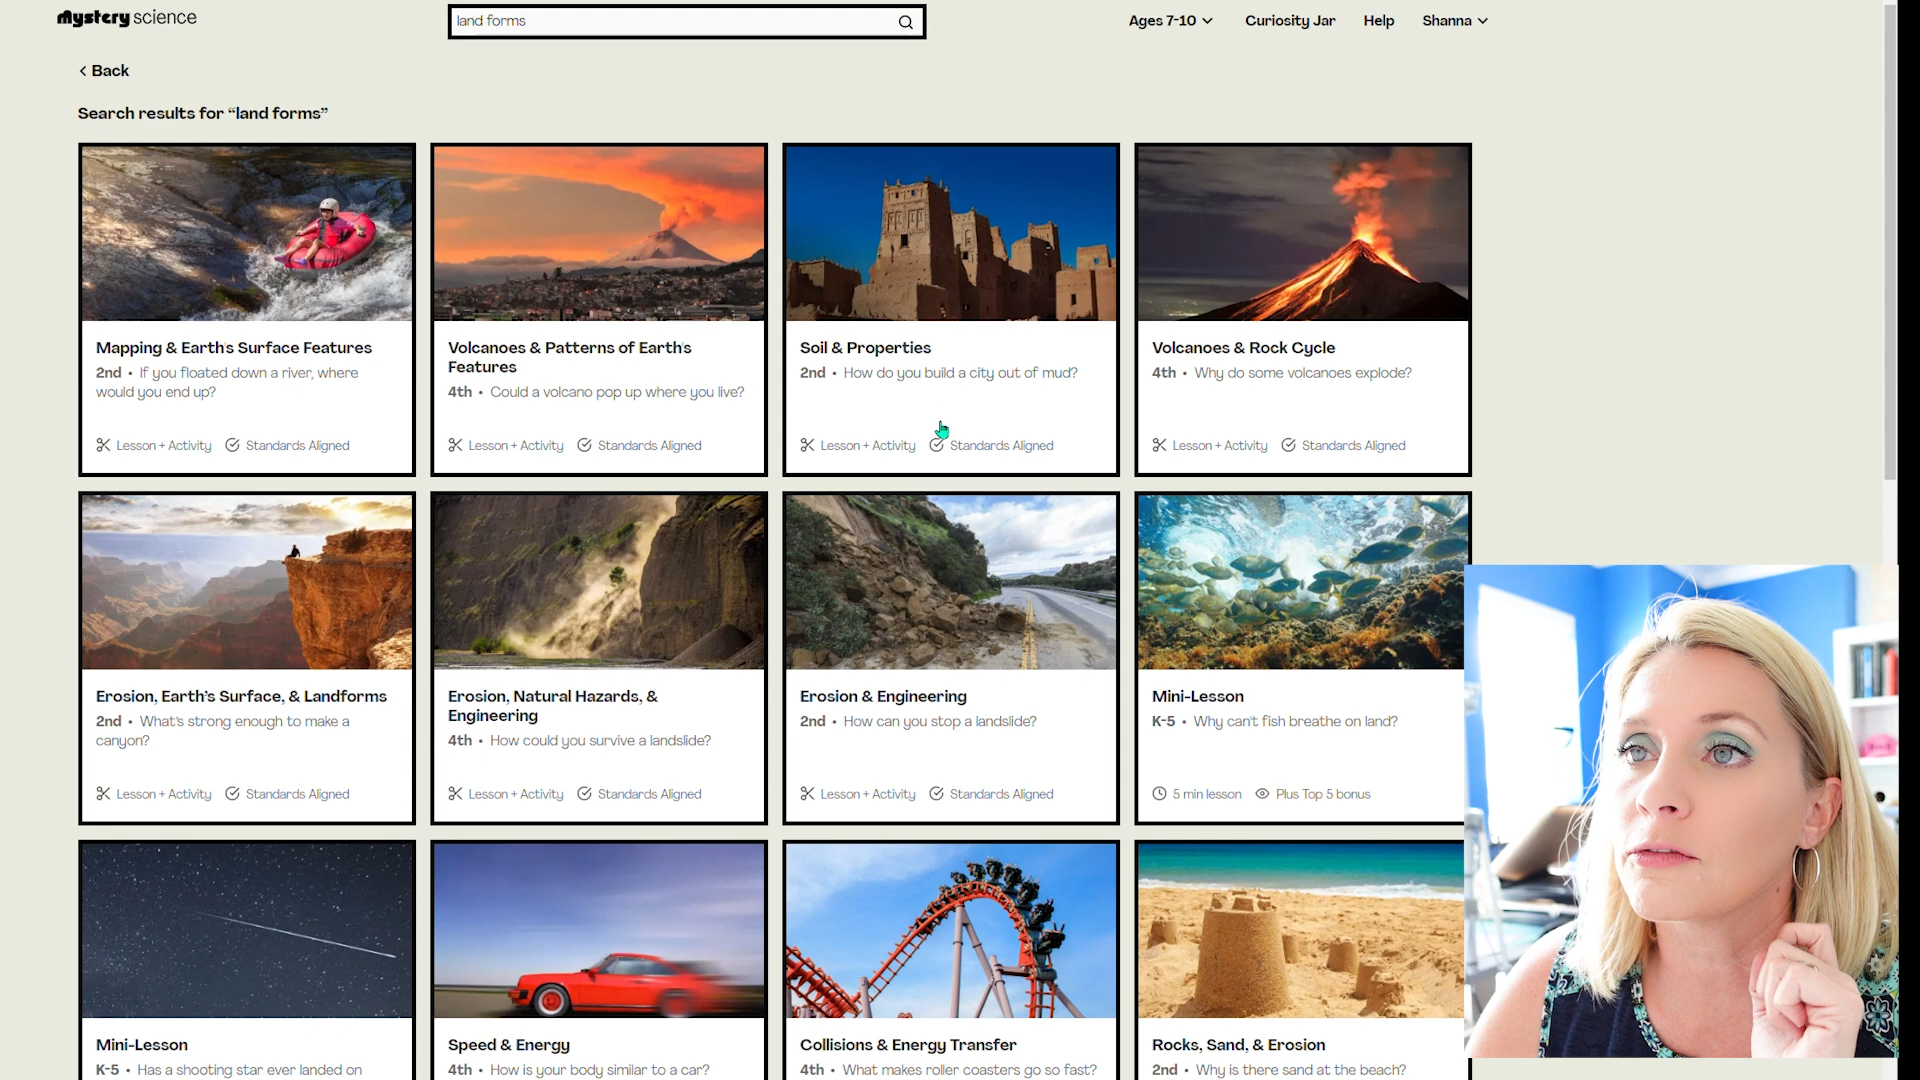 Mystery science
land forms
Ages 7-10
Curiosity Jar
Help
Shanna
Back
Search results for “land forms”
Mapping & Earth's Surface Features
2nd • If you floated down a river, where
would you end up?
Lesson + Activity
Standards Aligned
Volcanoes & Patterns of Earth's
Features
4th • Could a volcano pop up where you live?
Lesson + Activity
Standards Aligned
Soil & Properties
2nd • How do you build a city out of mud?
Lesson + Activity
Standards Aligned
Volcanoes & Rock Cycle
4th • Why do some volcanoes explode?
Lesson + Activity
Standards Aligned
Erosion, Earth’s Surface, & Landforms
2nd • What's strong enough to make a
canyon?
Lesson + Activity
Standards Aligned
Erosion, Natural Hazards, &
Engineering
4th • How could you survive a landslide?
Lesson + Activity
Standards Aligned
Erosion & Engineering
2nd • How can you stop a landslide?
Lesson + Activity
Standards Aligned
Mini-Lesson
K-5 • Why can't fish breathe on land?
5 min lesson
Plus Top 5 bonus
Mini-Lesson
K-5 • Has a shooting star ever landed on
Speed & Energy
4th • How is your body similar to a car?
Collisions & Energy Transfer
4th • What makes roller coasters go so fast?
Rocks, Sand, & Erosion
2nd • Why is there sand at the beach?